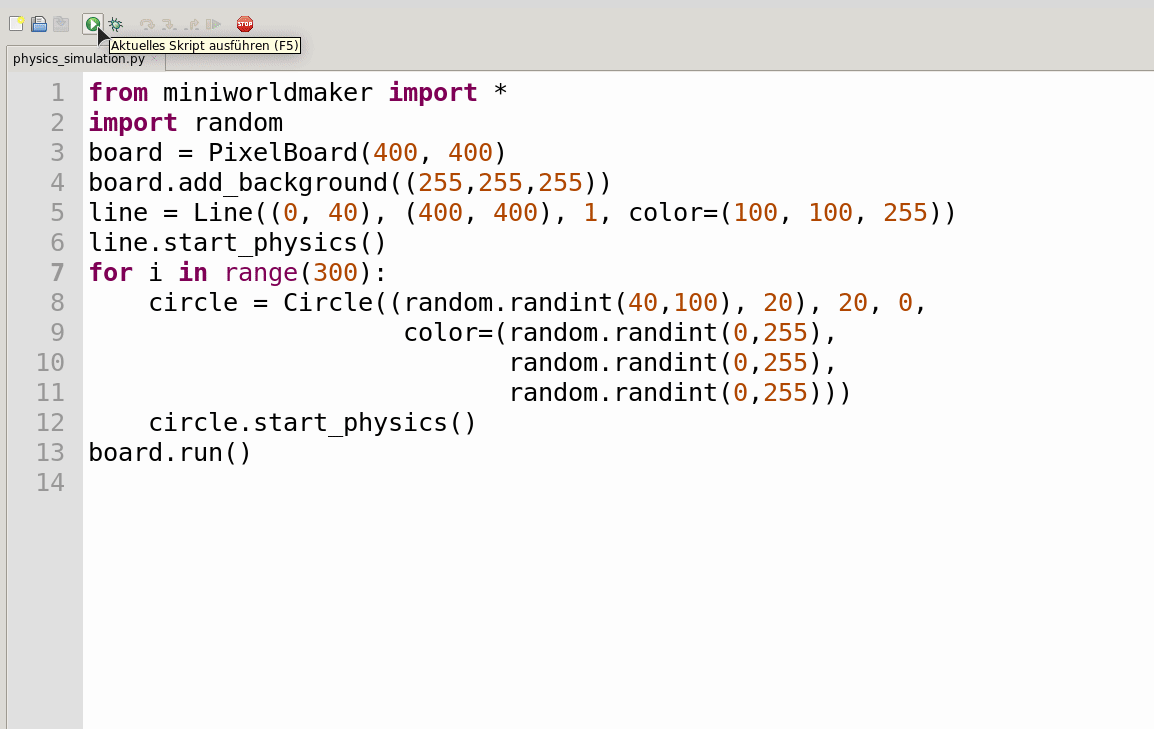 STOP
Aktuelles Skript ausführen (F5)
physics_simulation.py
1 from miniworldmaker import *
2 import random
3 board = PixelBoard(400, 400)
4 board.add_background((255,255,255))
5 line = Line((0, 40), (400, 400), 1, color=(100, 100, 255))
6 line.start_physics()
7 for i in range(300):
8     circle = Circle((random.randint(40,100), 20), 20, 0,
9                      color=(random.randint(0,255),
10                            random.randint(0,255),
11                            random.randint(0,255)))
12     circle.start_physics()
13 board.run()
14